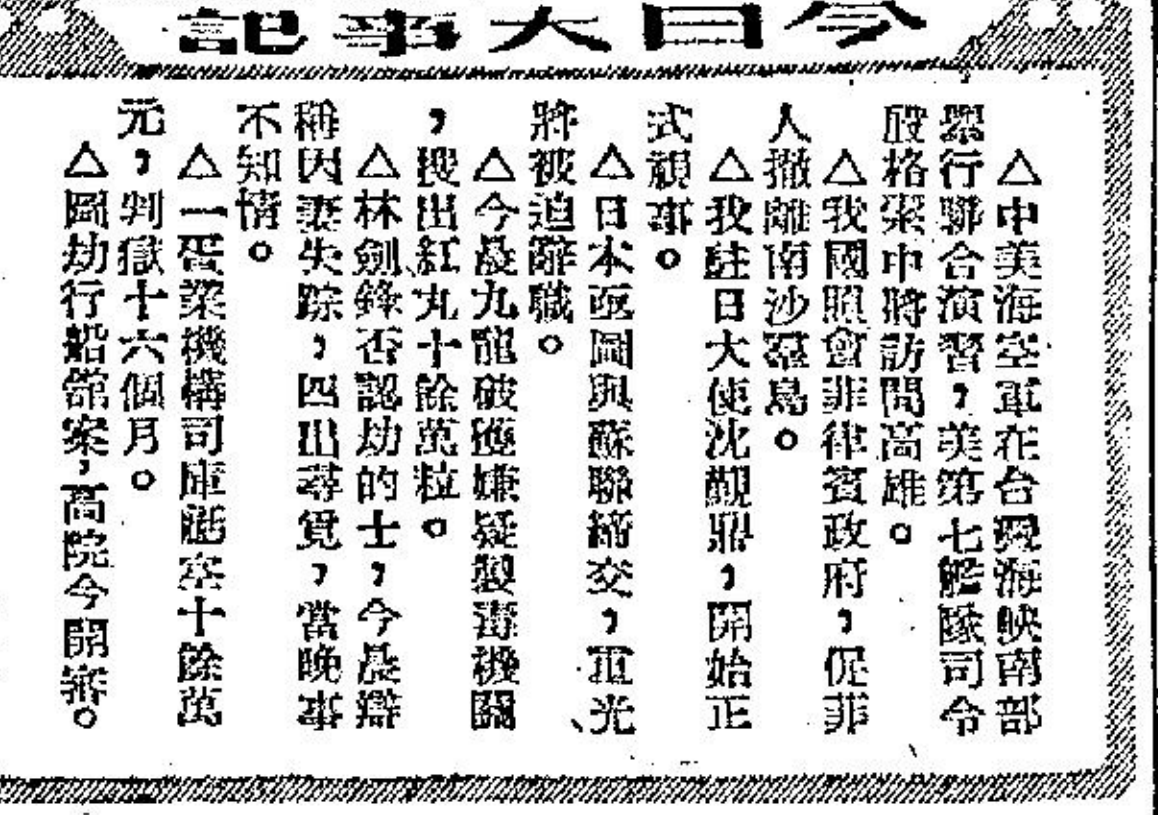 今日大事記
△中美海空軍在台灣海峽南部
舉行聯合演習，美第七艦隊司令
殷格索中將訪問高雄。
△我國照會菲律賓政府，促菲
人撤離南沙羣島。
△我駐日大使沈覲鼎，開始正
式視事。
△日本亟圖與蘇聯締交，重光
將被迫辭職。
△今晨九龍破獲嫌疑製毒機關
，搜出紅丸十餘萬粒。
△林劍鋒否認劫的士，今晨辯
稱因妻失踪，四出尋覓，當晚事
不知情。
△一蛋業機構司庫虧空十餘萬
元，判獄十六個月。
△圖劫行船館案，高院今開審。